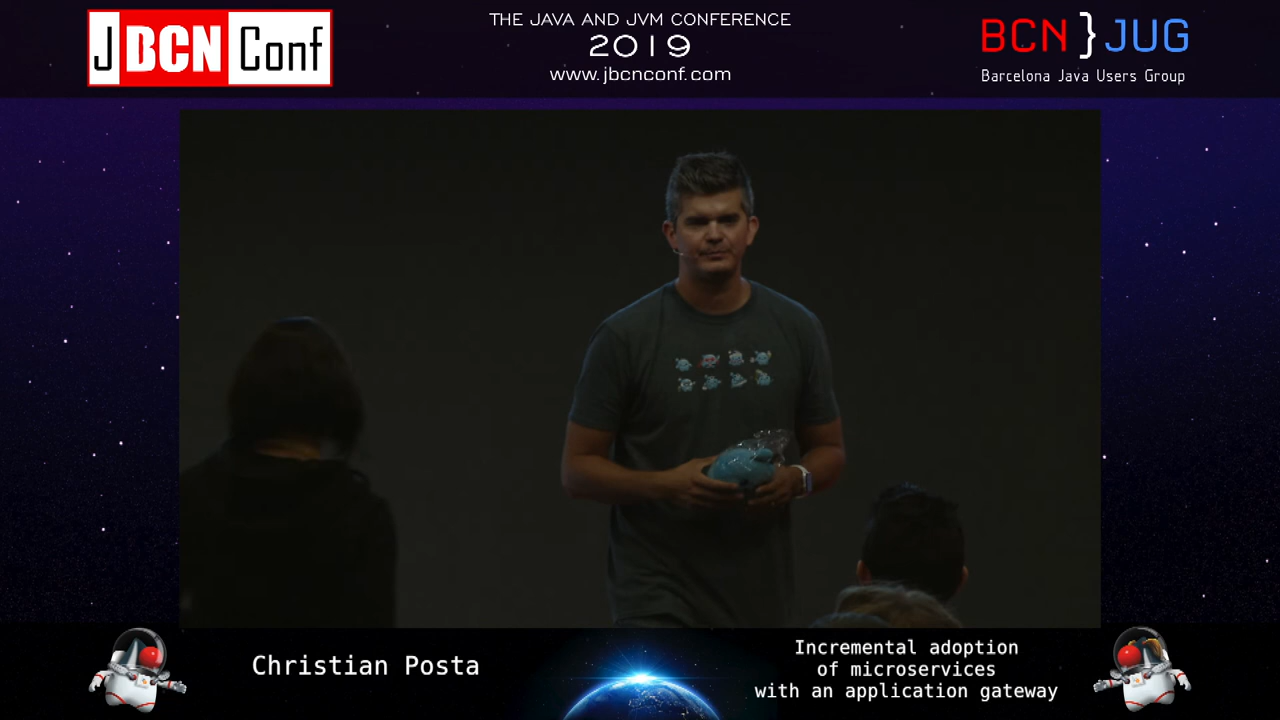 JBCNConf
THE JAVA AND JVM CONFERENCE
2019
www.jbcnconf.com
BCN}JUG
Barcelona Java Users Group
Christian Posta
Incremental adoption
of microservices
with an application gateway